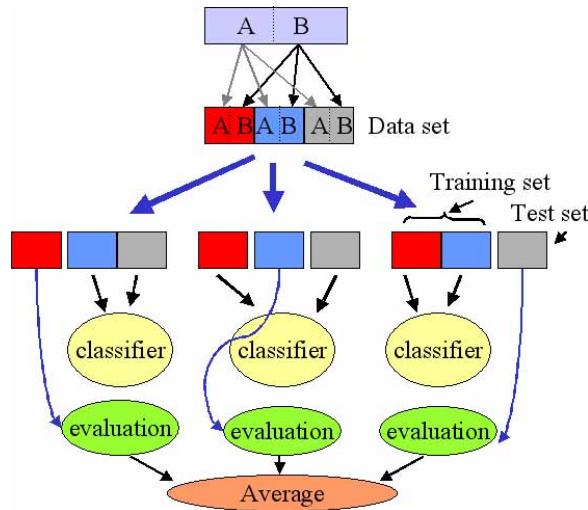 A B
A B A B A B Data set
Training set
Test set
classifier classifier classifier
evaluation evaluation evaluation
Average